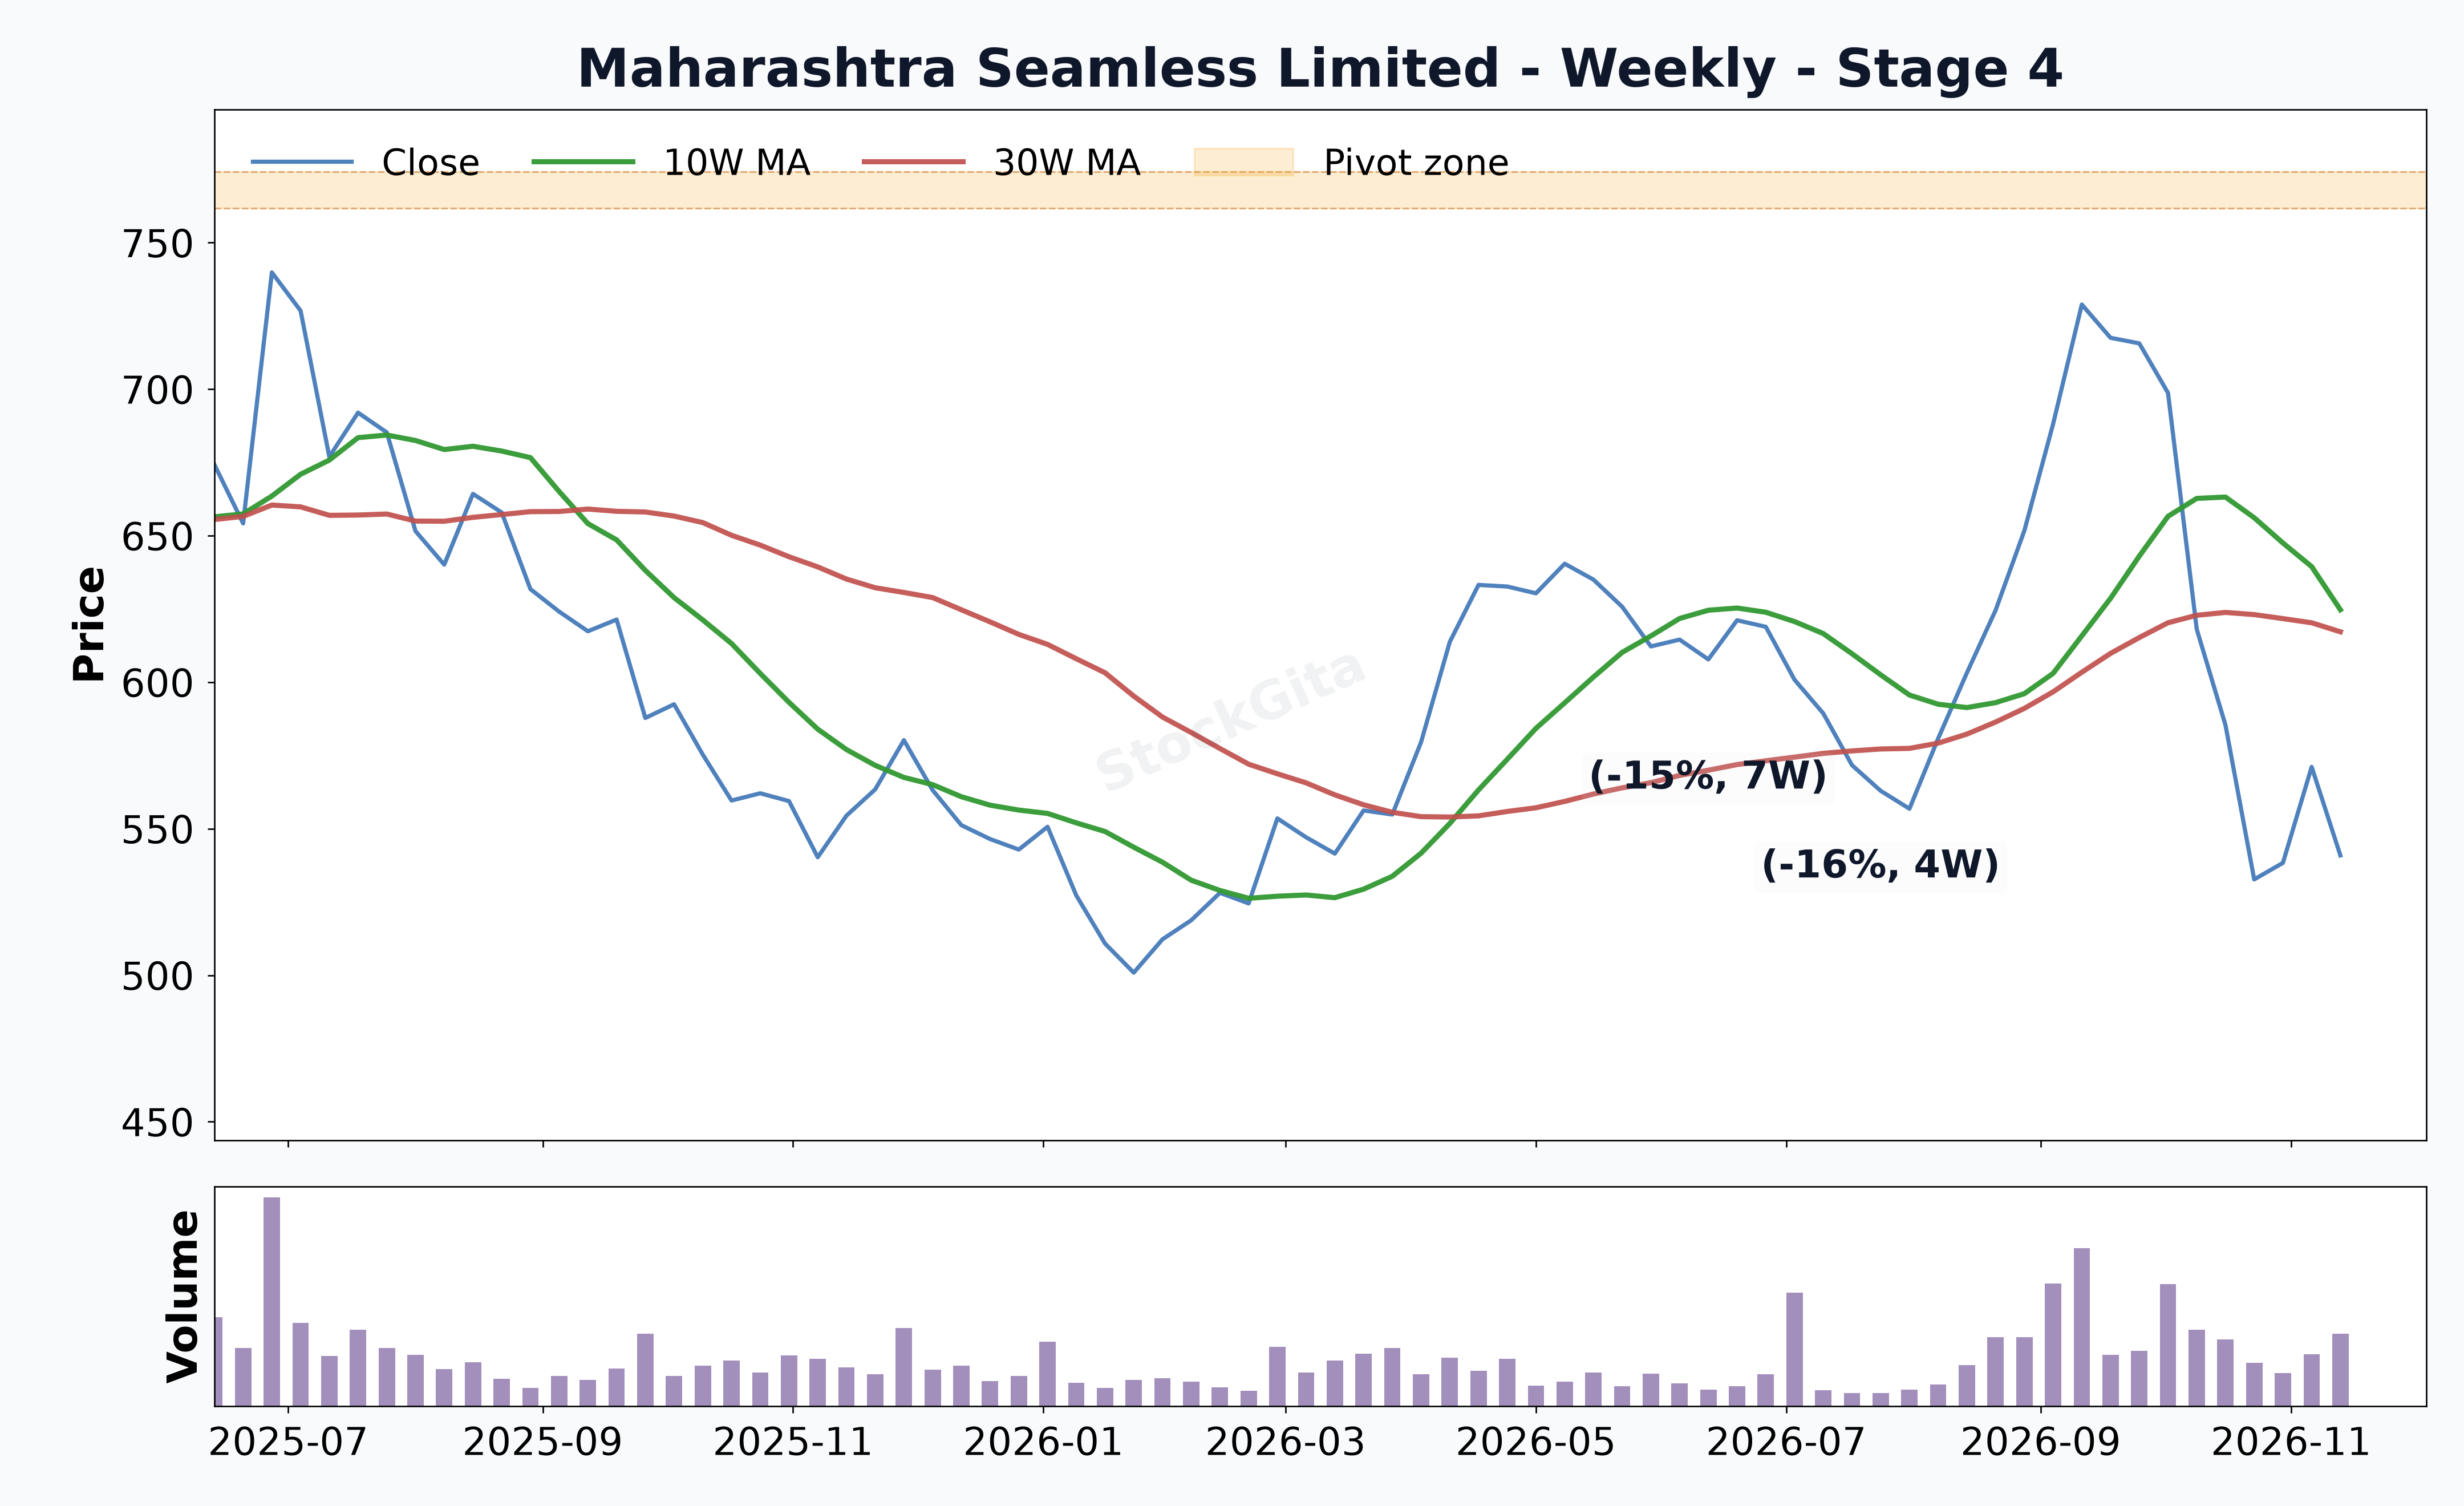 Maharashtra Seamless Limited - Weekly - Stage 4
Close 10W MA 30W MA Pivot zone
750
700
650
600
550
500
450
Price
StockGita
(-15%, 7W)
(-16%, 4W)
Volume
2025-07 2025-09 2025-11 2026-01 2026-03 2026-05 2026-07 2026-09 2026-11